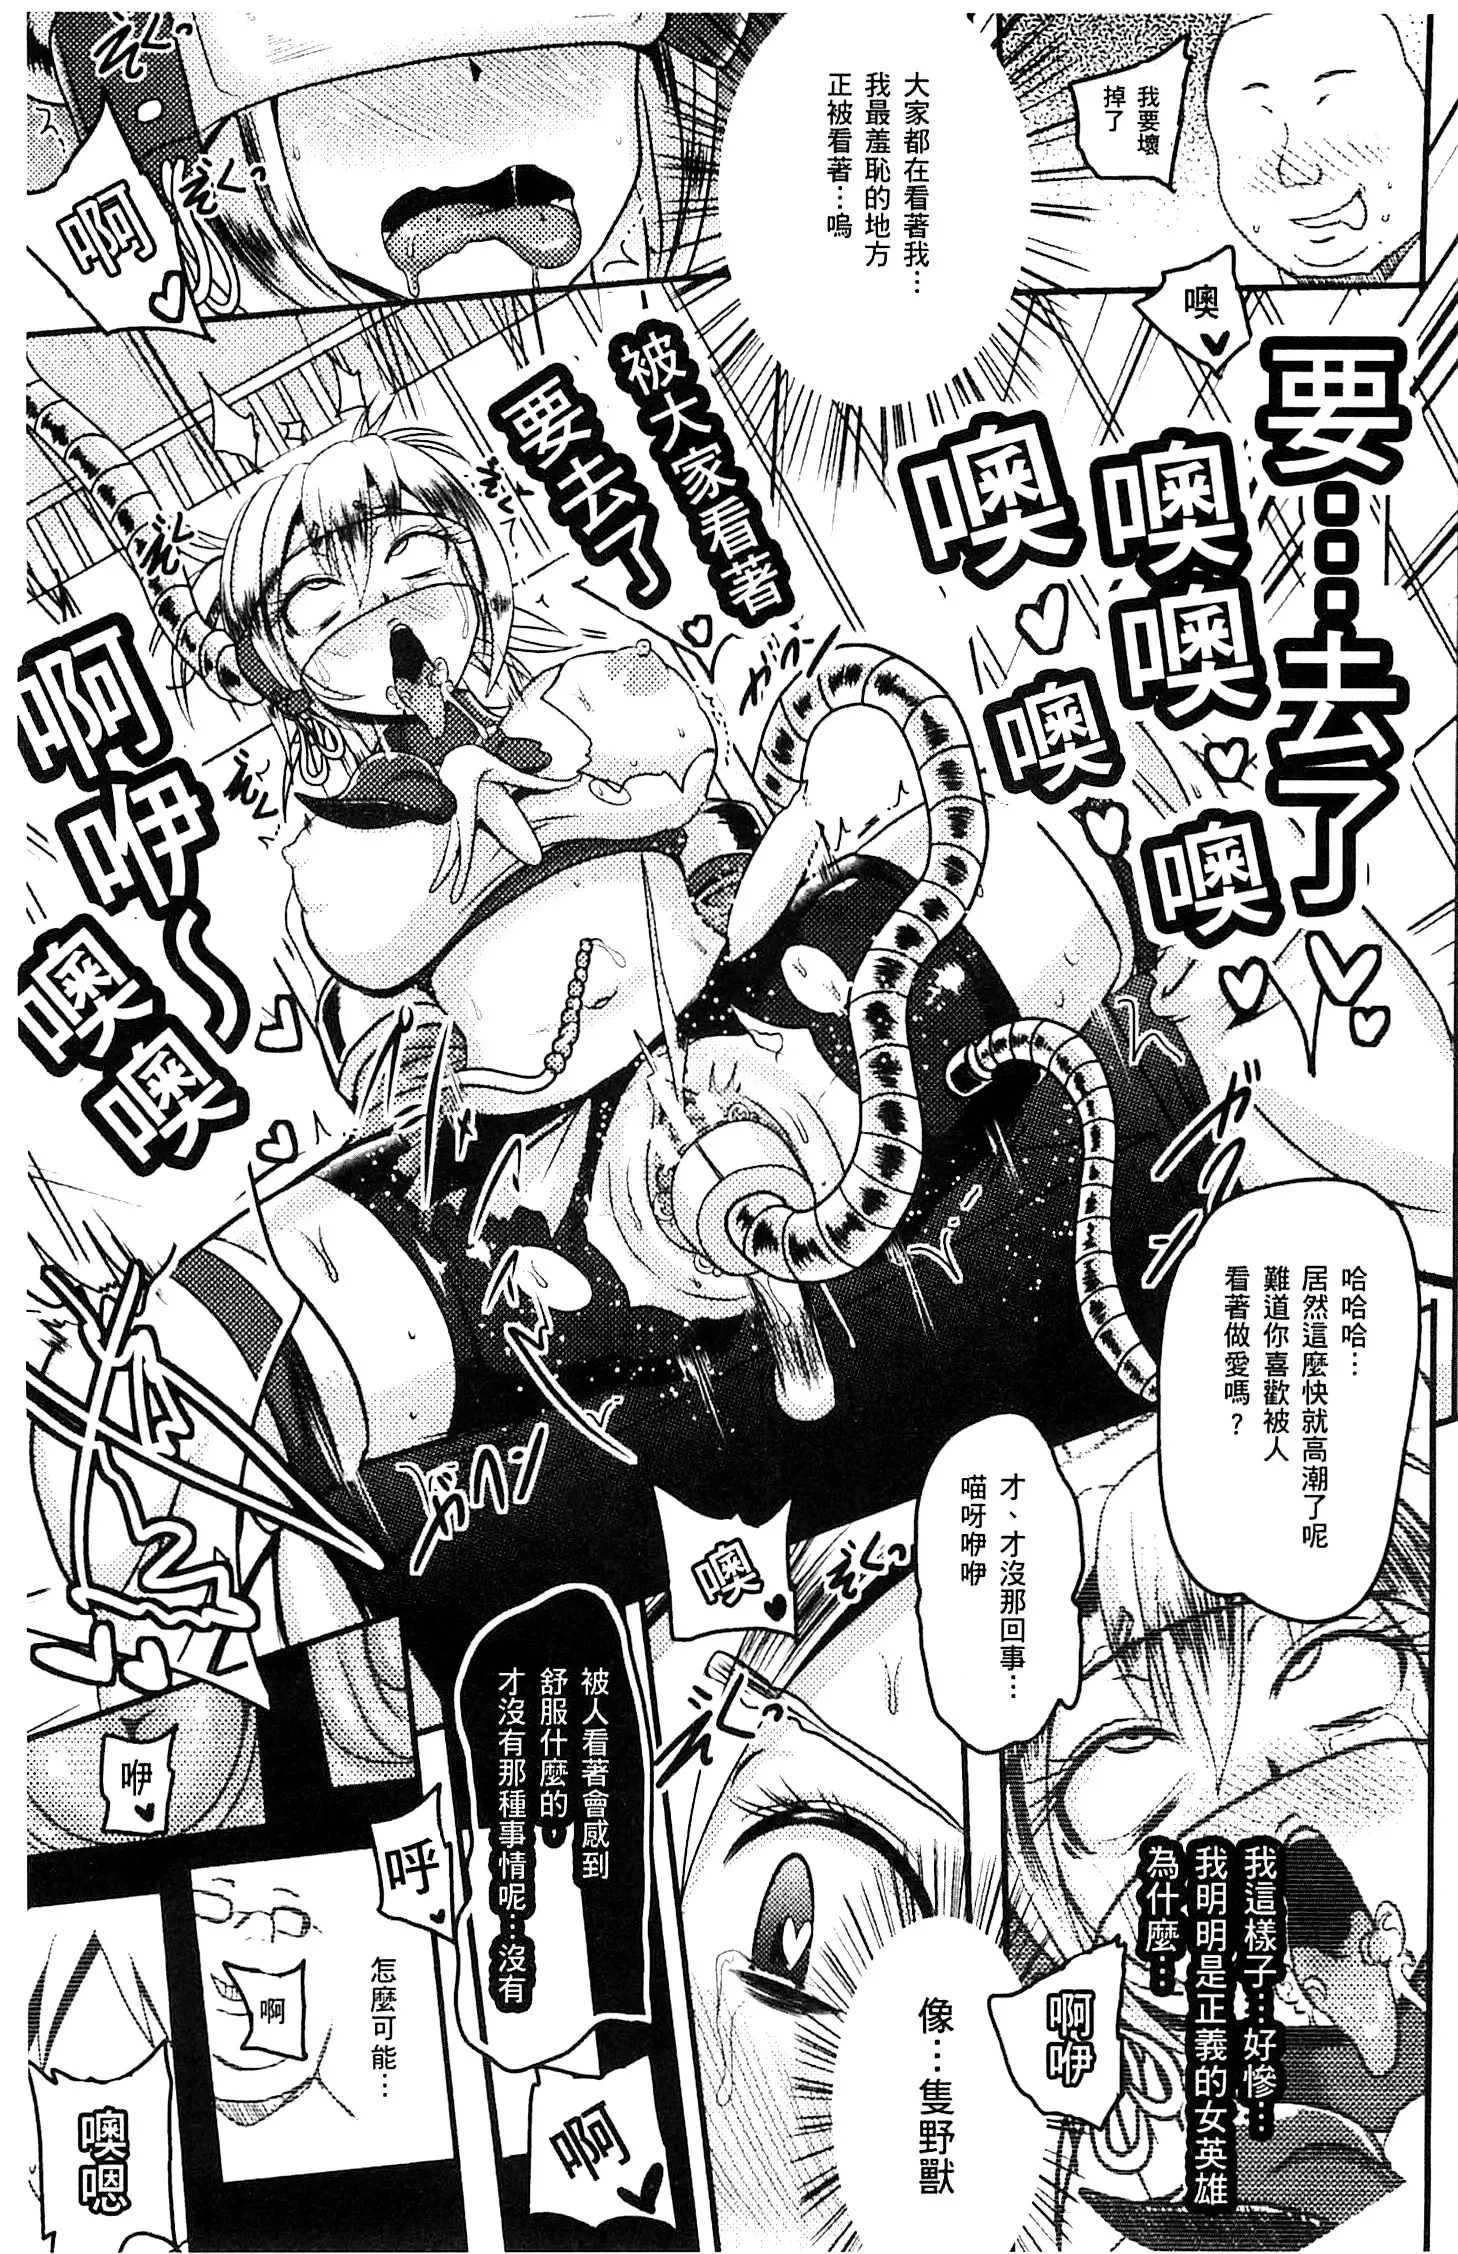 我要壞
掉了
大家都在看著我…
我最羞恥的地方
正被看著…嗚
啊
噢
要…去了
噢噢噢
噢噢
噢
被大家看著
要去了
啊咿～
噢噢
哈哈哈…
居然這麼快就高潮了呢
難道你喜歡被人
看著做愛嗎？
才、才沒那回事…
喵呀咿咿
我這樣子…好慘…
我明明是正義的女英雄
為什麼…
啊咿
噢
像…隻野獸
被人看著會感到
舒服什麼的，
才沒有那種事情呢…沒有
啊
咿
呼
怎麼可能…
啊
噢嗯